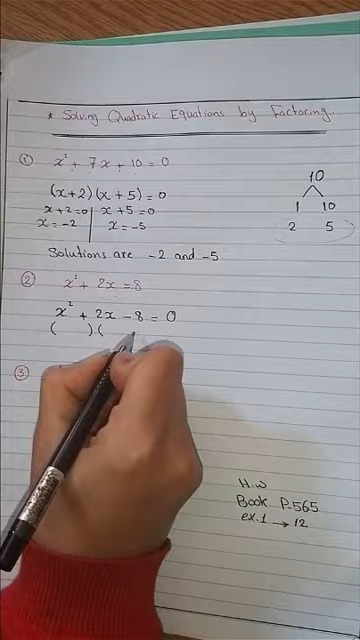 * Solving Quadratic Equations by Factoring.
① x² + 7x + 10 = 0
(x+2)(x+5)=0
x+2=0 | x+5=0
x=-2 | x=-5
Solutions are -2 and -5
10
1 10
2 5
② x² + 2x = 8
x² + 2x - 8 = 0
( )(
③
H.W
Book P.565
ex.1 → 12